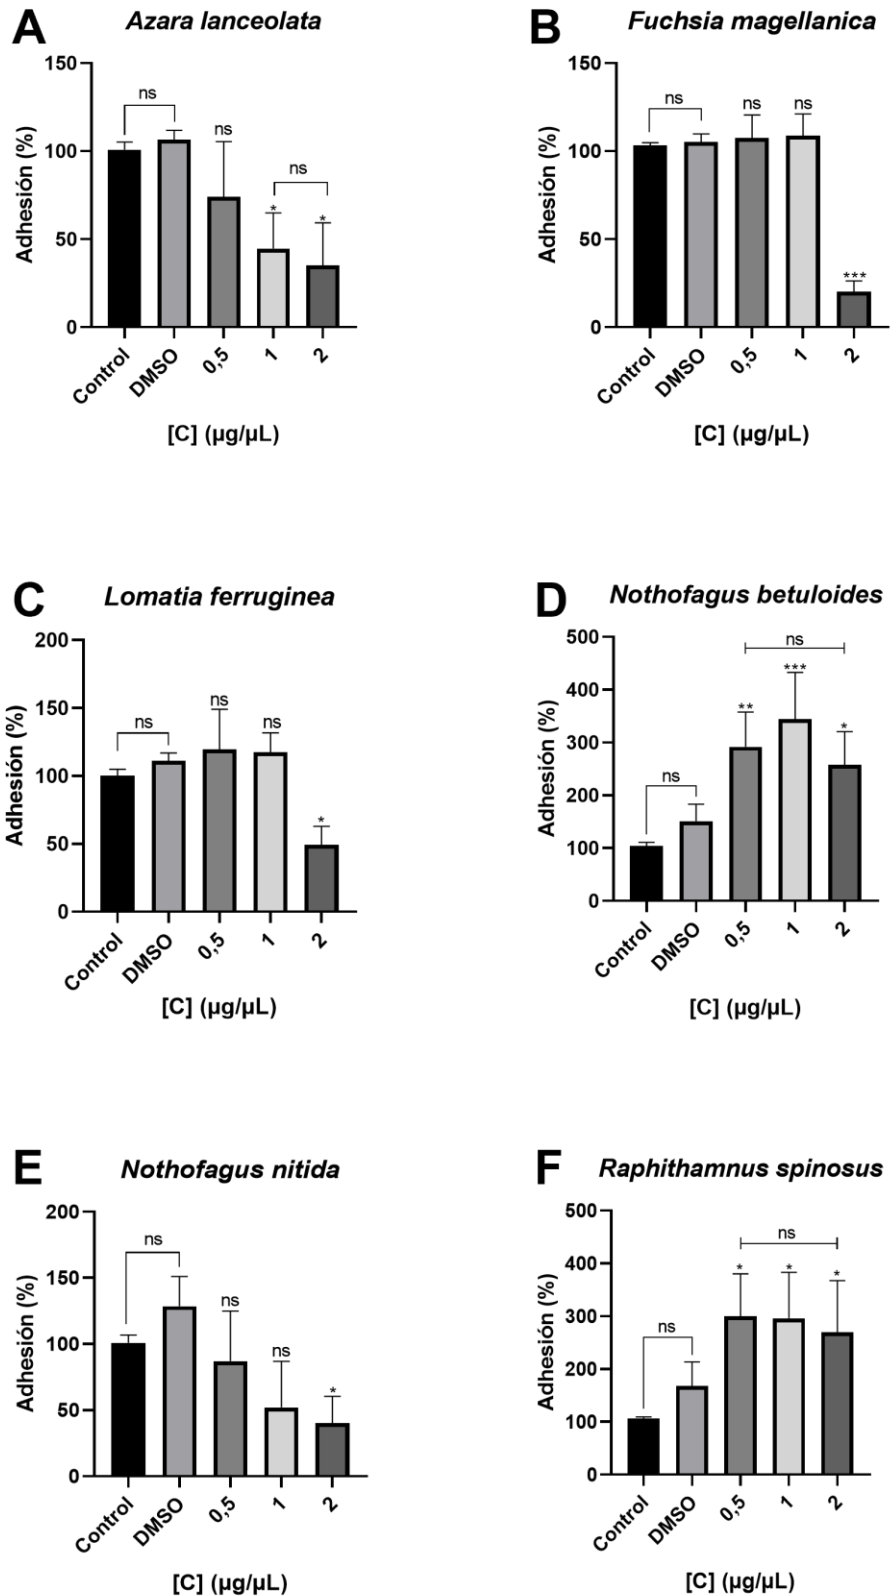 A
Azara lanceolata
150
100
50
0
Adhesión (%)
ns
ns
ns
*
*
Control
DMSO
0,5
1
2
[C] (µg/µL)
B
Fuchsia magellanica
150
100
50
0
Adhesión (%)
ns
ns
ns
***
Control
DMSO
0,5
1
2
[C] (µg/µL)
C
Lomatia ferruginea
200
150
100
50
0
Adhesión (%)
ns
ns
ns
*
Control
DMSO
0,5
1
2
[C] (µg/µL)
D
Nothofagus betuloides
500
400
300
200
100
0
Adhesión (%)
ns
ns
**
***
*
Control
DMSO
0,5
1
2
[C] (µg/µL)
E
Nothofagus nitida
200
150
100
50
0
Adhesión (%)
ns
ns
ns
*
Control
DMSO
0,5
1
2
[C] (µg/µL)
F
Raphithamnus spinosus
500
400
300
200
100
0
Adhesión (%)
ns
ns
*
*
*
Control
DMSO
0,5
1
2
[C] (µg/µL)